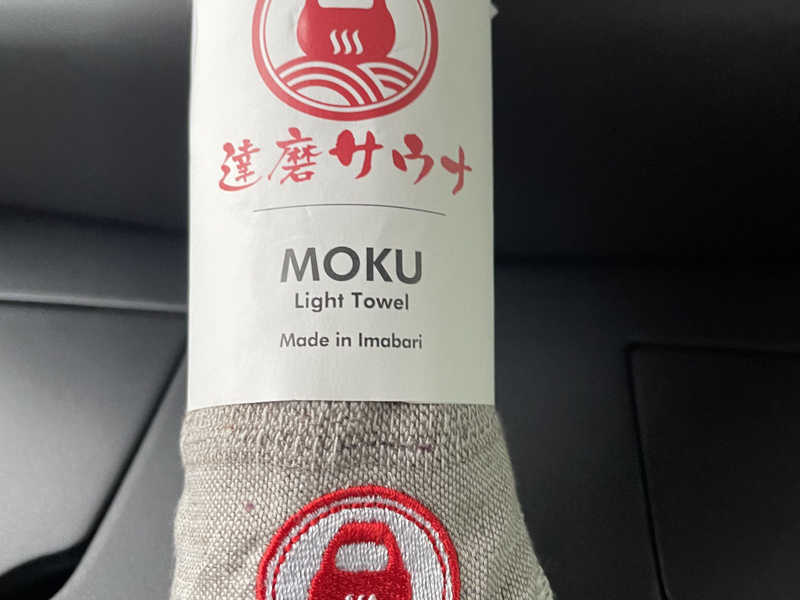 達磨サウナ
MOKU
Light Towel
Made in Imabari